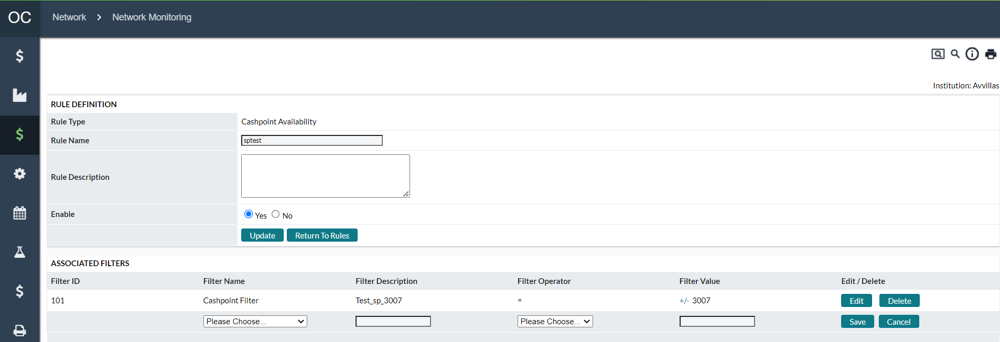 OC Network > Network Monitoring
Institution: Avvillas
RULE DEFINITION
Rule Type Cashpoint Availability
Rule Name sptest
Rule Description
Enable Yes No
Update Return To Rules
ASSOCIATED FILTERS
Filter ID Filter Name Filter Description Filter Operator Filter Value Edit / Delete
101 Cashpoint Filter Test_sp_3007 = +/- 3007 Edit Delete
Please Choose... Please Choose... Save Cancel